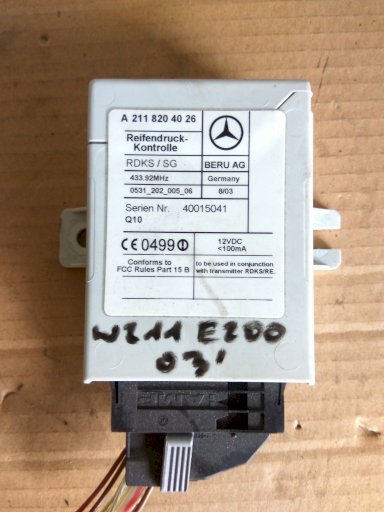 A 211 820 40 26
Reifendruck-
Kontrolle
RDKS / SG
BERU AG
433.92MHz
Germany
0531_202_005_06
8/03
Serien Nr. 40015041
Q10
CE0499
12VDC
<100mA
Conforms to
FCC Rules Part 15 B
to be used in conjunction
with transmitter RDKS/RE.
W211 E200
03'